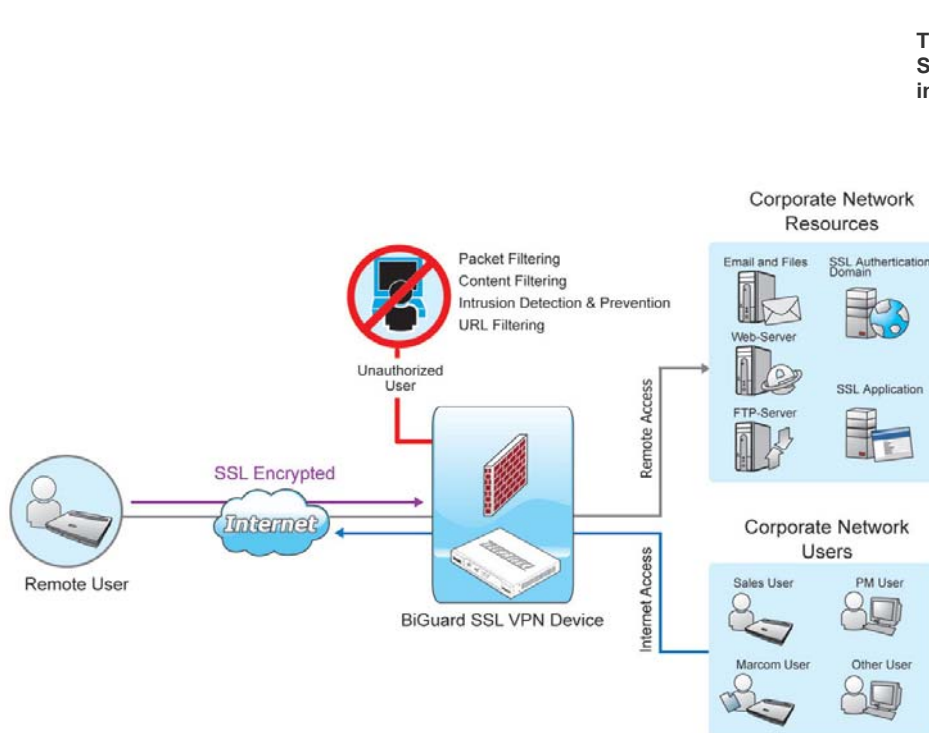 T
S
in
Corporate Network
Resources
Packet Filtering
Content Filtering
Intrusion Detection & Prevention
URL Filtering
Unauthorized
User
Email and Files
SSL Authertication
Domain
Web-Server
SSL Application
FTP-Server
Remote Access
SSL Encrypted
Internet
Remote User
BiGuard SSL VPN Device
Internet Access
Corporate Network
Users
Sales User
PM User
Marcom User
Other User